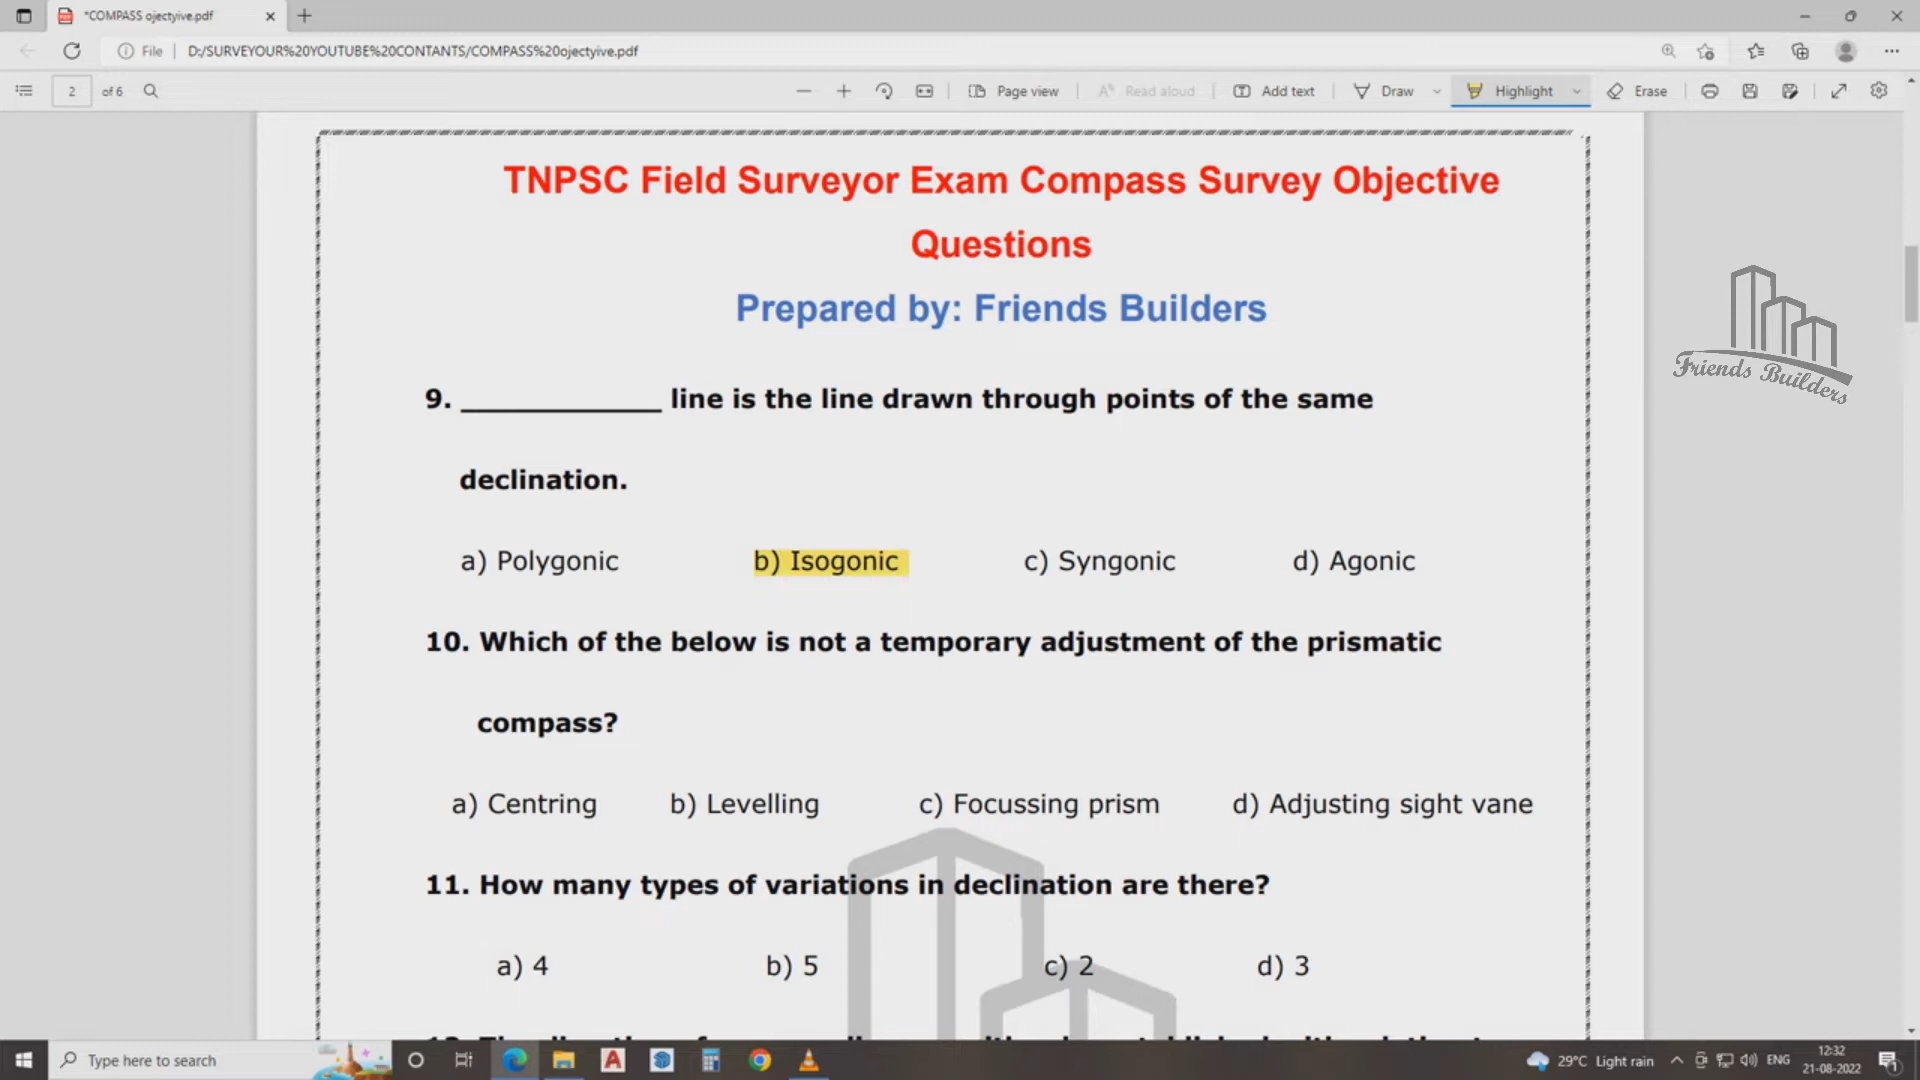 *COMPASS ojectyive.pdf
File
D:/SURVEYOUR%20YOUTUBE%20CONTANTS/COMPASS%20ojectyive.pdf
2 of 6
Page view
Read aloud
Add text
Draw
Highlight
Erase
TNPSC Field Surveyor Exam Compass Survey Objective
Questions
Prepared by: Friends Builders
Friends Builders
9. ____________ line is the line drawn through points of the same
declination.
a) Polygonic b) Isogonic c) Syngonic d) Agonic
10. Which of the below is not a temporary adjustment of the prismatic
compass?
a) Centring b) Levelling c) Focussing prism d) Adjusting sight vane
11. How many types of variations in declination are there?
a) 4 b) 5 c) 2 d) 3
Type here to search
29°C Light rain
ENG
12:32
21-08-2022
1